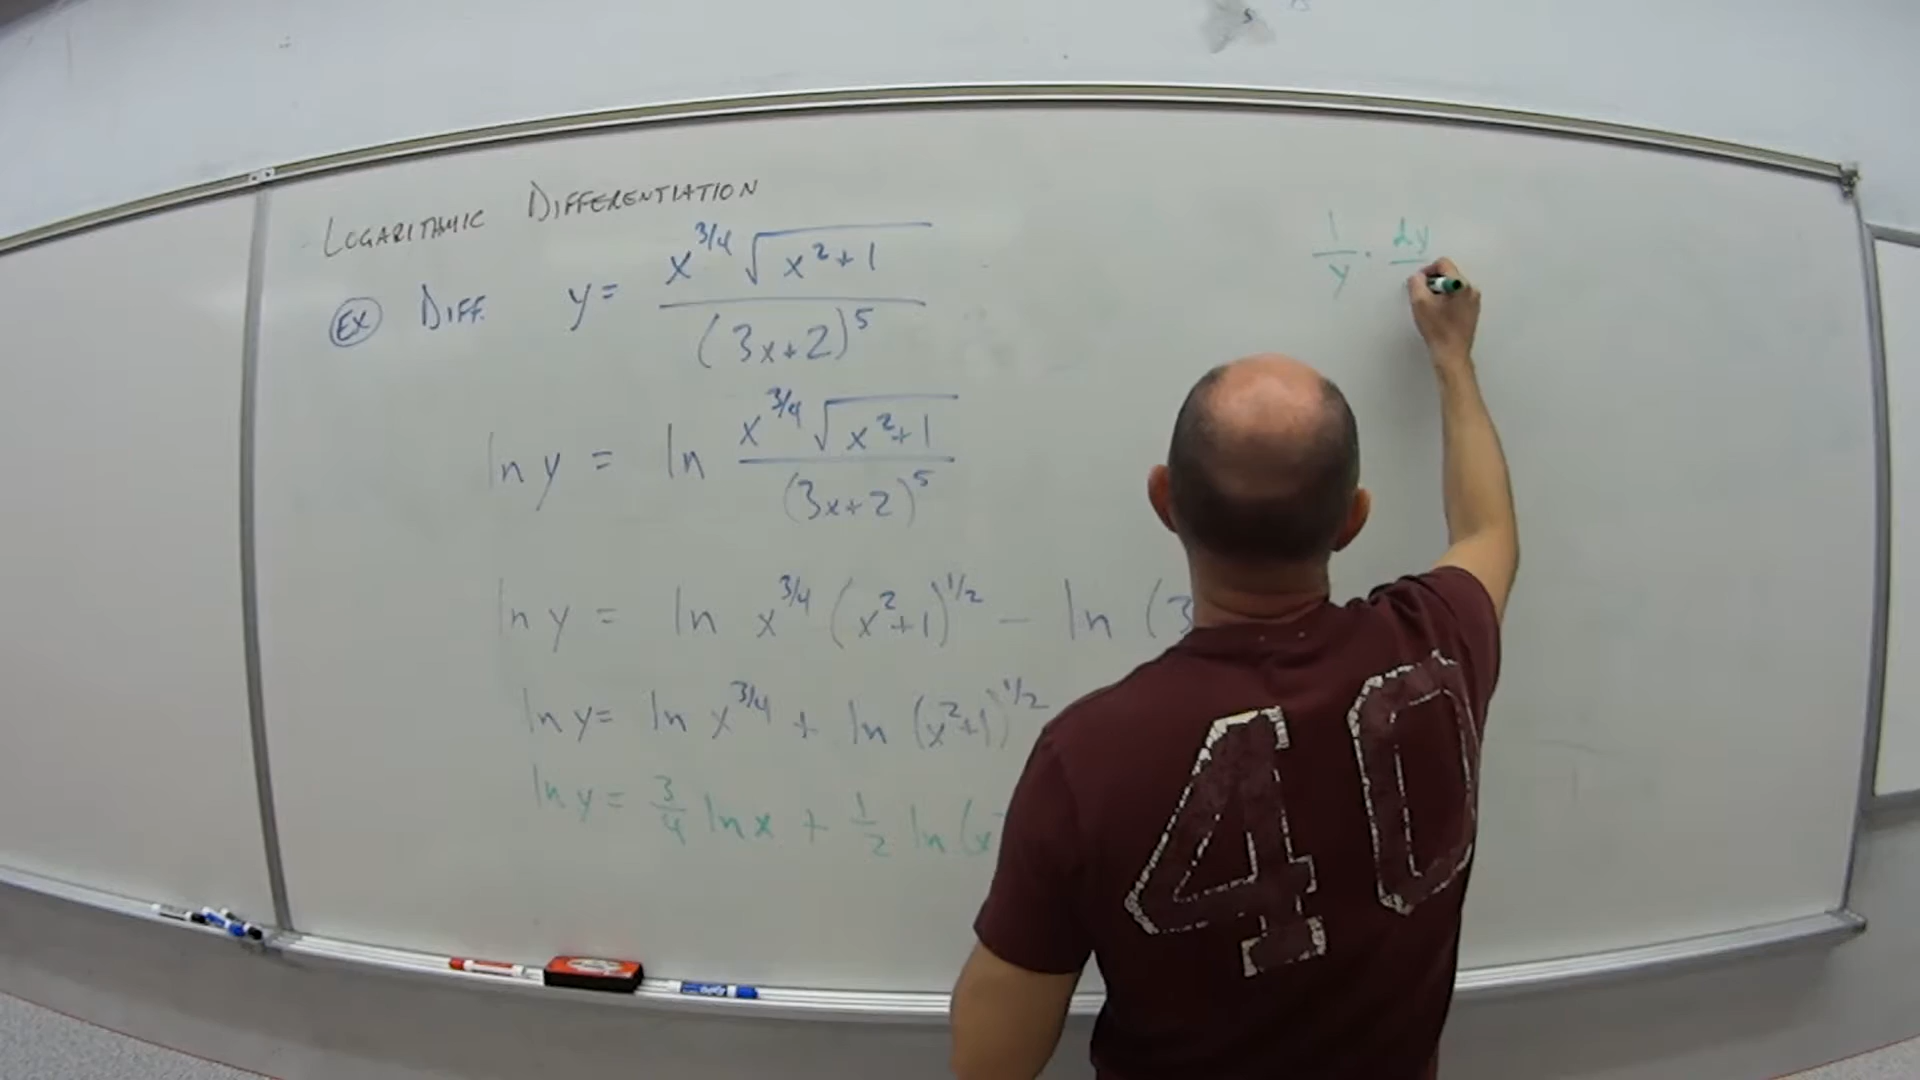 LOGARITHMIC DIFFERENTIATION
EX DIFF. y = x^{3/4} √(x²+1) / (3x+2)^5
ln y = ln x^{3/4} √(x²+1) / (3x+2)^5
ln y = ln x^{3/4} (x²+1)^{1/2} - ln (3
ln y = ln x^{3/4} + ln (x²+1)^{1/2}
ln y = 3/4 ln x + 1/2 ln (x
1/y · dy
40